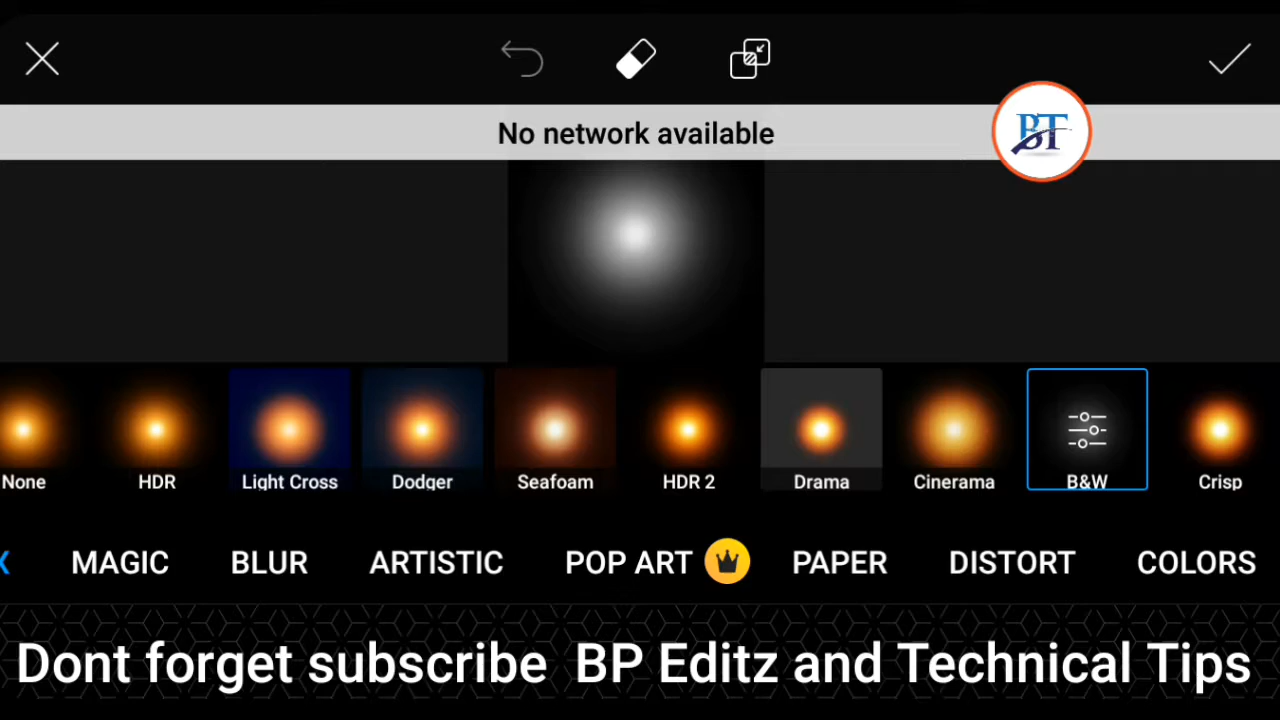 No network available
BT
None HDR Light Cross Dodger Seafoam HDR 2 Drama Cinerama B&W Crisp
X MAGIC BLUR ARTISTIC POP ART PAPER DISTORT COLORS
Dont forget subscribe BP Editz and Technical Tips